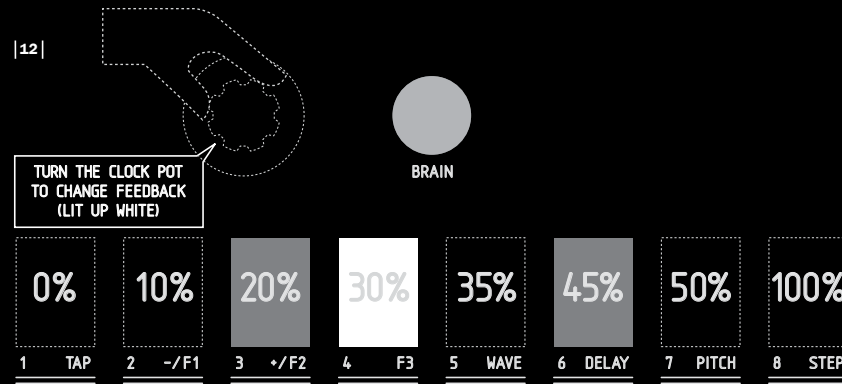 |12|
BRAIN
TURN THE CLOCK POT
TO CHANGE FEEDBACK
(LIT UP WHITE)
0% 10% 20% 30% 35% 45% 50% 100%
1 TAP 2 -/F1 3 +/F2 4 F3 5 WAVE 6 DELAY 7 PITCH 8 STEP